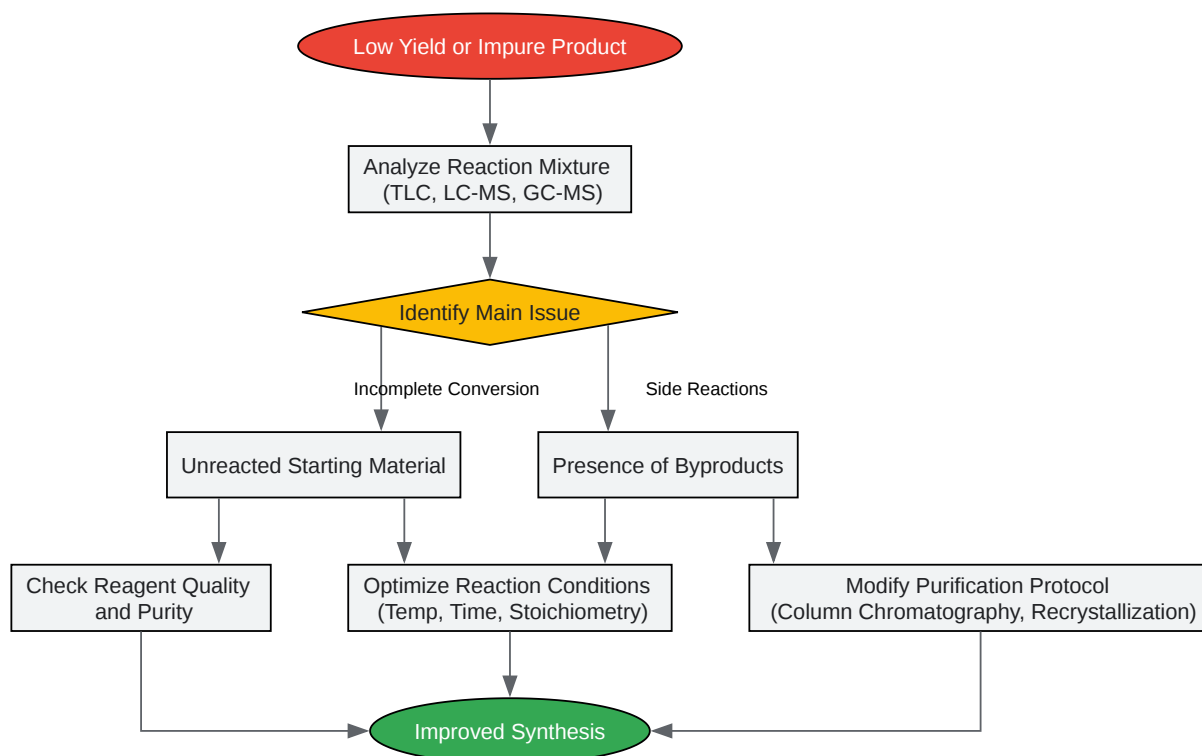 Low Yield or Impure Product
Analyze Reaction Mixture
(TLC, LC-MS, GC-MS)
Identify Main Issue
Incomplete Conversion
Side Reactions
Unreacted Starting Material
Presence of Byproducts
Check Reagent Quality
and Purity
Optimize Reaction Conditions
(Temp, Time, Stoichiometry)
Modify Purification Protocol
(Column Chromatography, Recrystallization)
Improved Synthesis